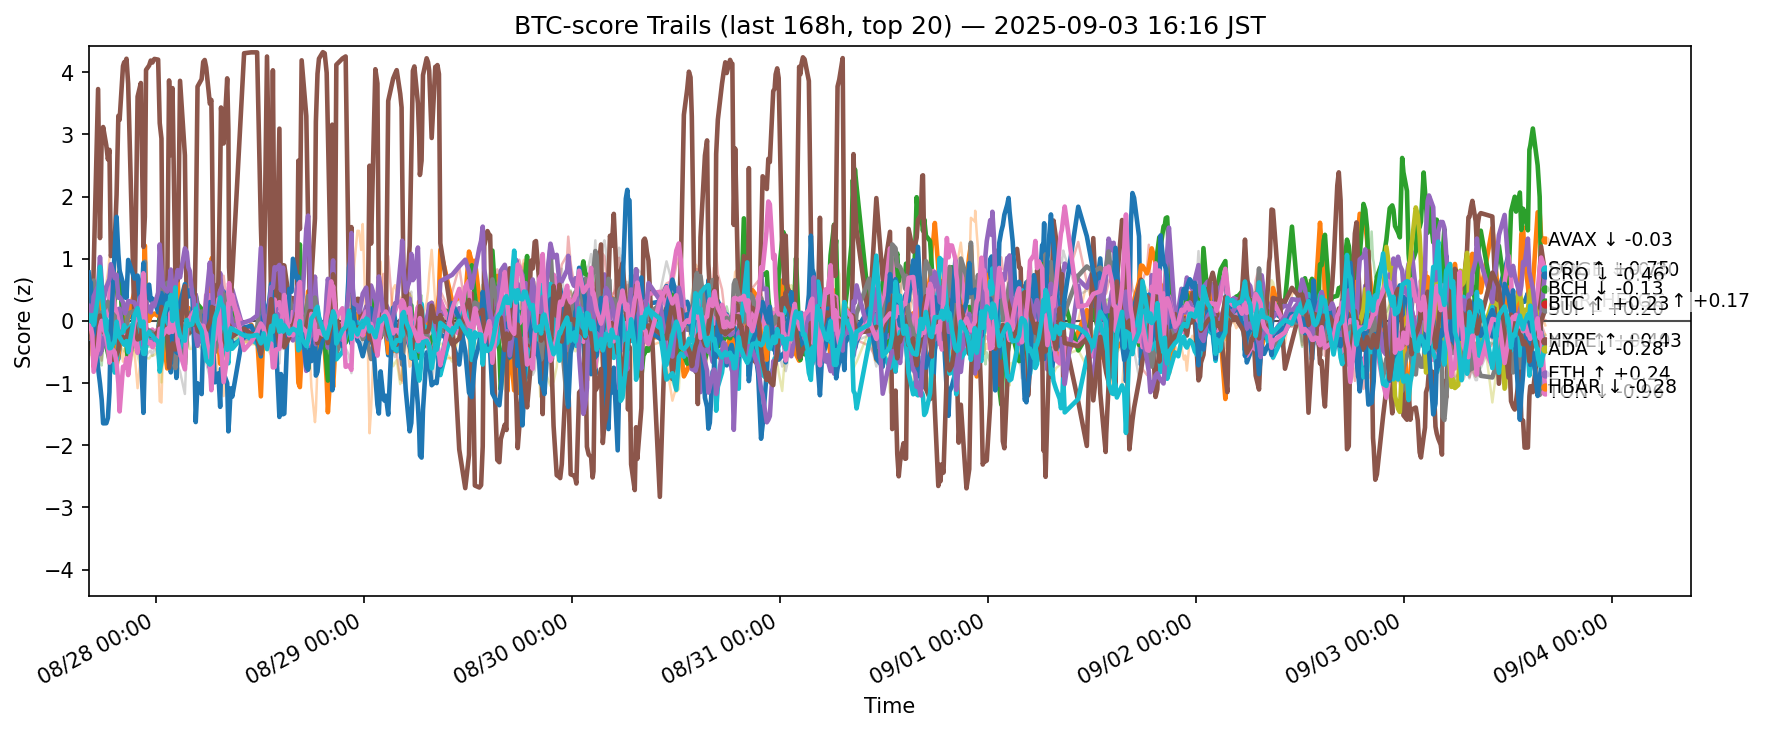 BTC-score Trails (last 168h, top 20) — 2025-09-03 16:16 JST
Score (z)
4
3
2
1
0
−1
−2
−3
−4
AVAX ↓ -0.03
CRO ↓ -0.46
BCH ↓ -0.13
BTC ↑ +0.23
↑ +0.17
ADA ↓ -0.28
ETH ↑ +0.24
HBAR ↓ -0.28
08/28 00:00
08/29 00:00
08/30 00:00
08/31 00:00
09/01 00:00
09/02 00:00
09/03 00:00
09/04 00:00
Time